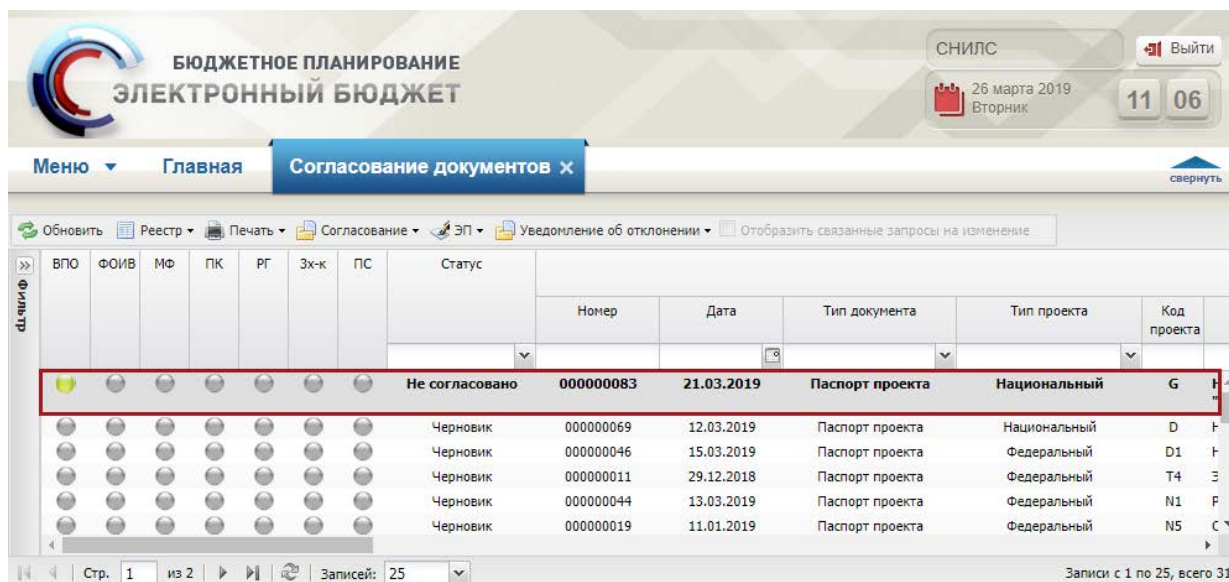 БЮДЖЕТНОЕ ПЛАНИРОВАНИЕ
ЭЛЕКТРОННЫЙ БЮДЖЕТ
СНИЛС
Выйти
26 марта 2019
Вторник
11 06
Меню Главная Согласование документов ×
свернуть
Обновить Реестр Печать Согласование ЭП Уведомление об отклонении Отобразить связанные запросы на изменение
Фильтр
ВПО ФОИВ МФ ПК РГ 3х-к ПС Статус
Номер Дата Тип документа Тип проекта Код проекта
Не согласовано 000000083 21.03.2019 Паспорт проекта Национальный G
Черновик 000000069 12.03.2019 Паспорт проекта Национальный D
Черновик 000000046 15.03.2019 Паспорт проекта Федеральный D1
Черновик 000000011 29.12.2018 Паспорт проекта Федеральный T4
Черновик 000000044 13.03.2019 Паспорт проекта Федеральный N1
Черновик 000000019 11.01.2019 Паспорт проекта Федеральный N5
Стр. 1 из 2 Записей: 25 Записи с 1 по 25, всего 31